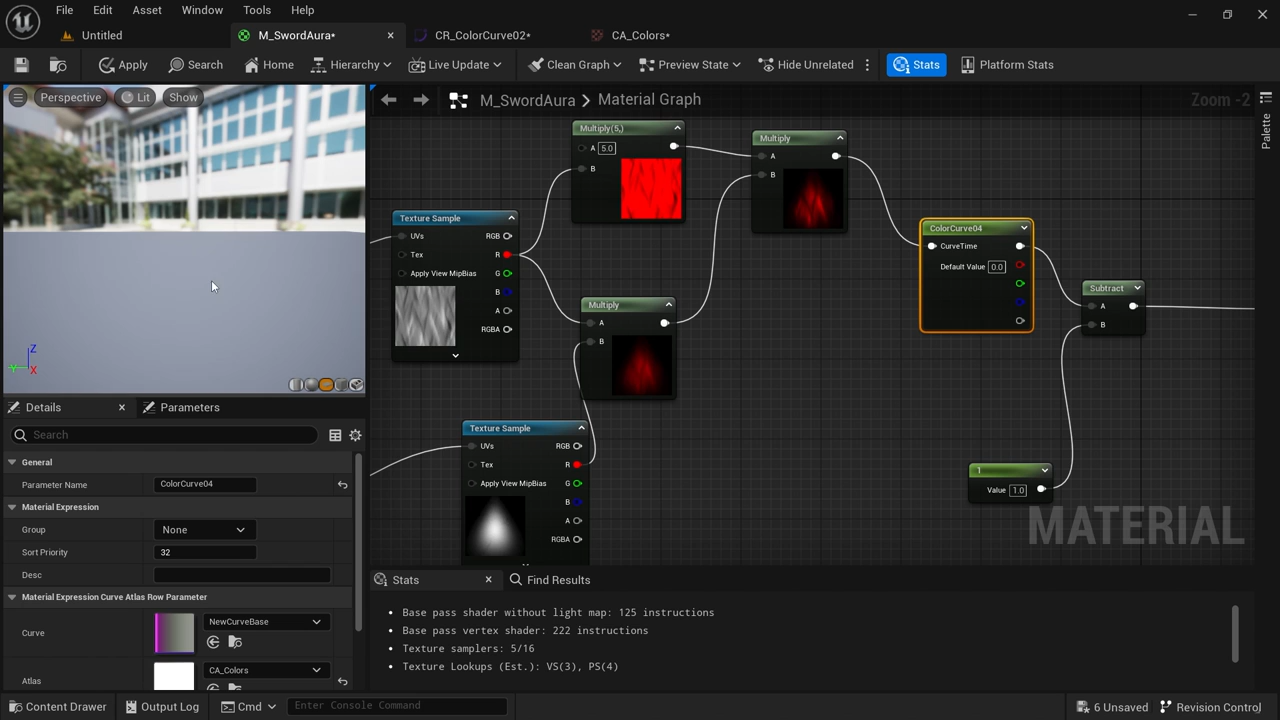 File Edit Asset Window Tools Help
Untitled M_SwordAura* CR_ColorCurve02* CA_Colors*
Apply Search Home Hierarchy Live Update Clean Graph Preview State Hide Unrelated Stats Platform Stats
Perspective Lit Show
M_SwordAura Material Graph Zoom -2
Palette
Multiply(5,)
A 5.0
B
Multiply
A
B
Texture Sample
UVs RGB
Tex R
Apply View MipBias G
B
A
RGBA
ColorCurve04
CurveTime
Default Value 0.0
Subtract
A
B
Multiply
A
B
Texture Sample
UVs RGB
Tex R
Apply View MipBias G
B
A
RGBA
1
Value 1.0
MATERIAL
Z
Y
X
Details Parameters
Search
General
Parameter Name ColorCurve04
Material Expression
Group None
Sort Priority 32
Desc
Material Expression Curve Atlas Row Parameter
Curve NewCurveBase
Atlas CA_Colors
Stats Find Results
• Base pass shader without light map: 125 instructions
• Base pass vertex shader: 222 instructions
• Texture samplers: 5/16
• Texture Lookups (Est.): VS(3), PS(4)
Content Drawer Output Log Cmd Enter Console Command 6 Unsaved Revision Control